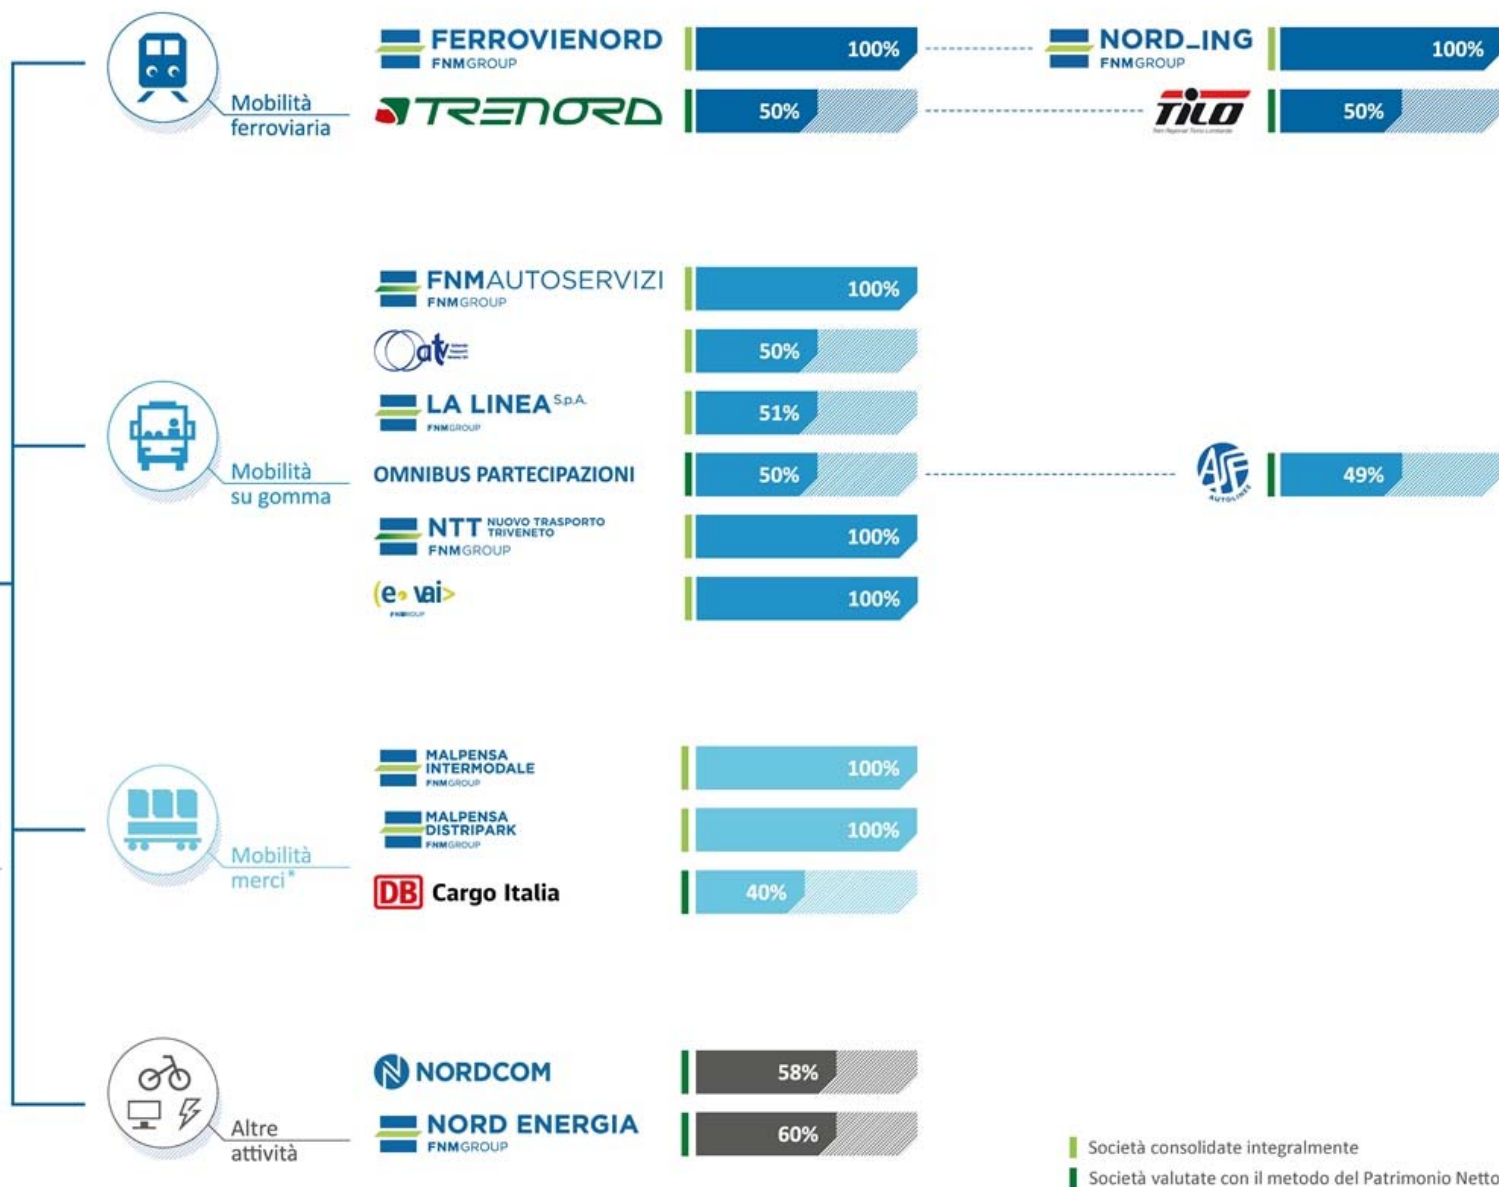 FERROVIENORD
FNMGROUP
100%
NORD_ING
FNMGROUP
100%
Mobilità
ferroviaria
TRENORD
50%
TILO
50%
FNMAUTOSERVIZI
FNMGROUP
100%
atv
50%
LA LINEA S.p.A.
FNMGROUP
51%
Mobilità
su gomma
OMNIBUS PARTECIPAZIONI
50%
ASF
AUTOLINEE
49%
NTT NUOVO TRASPORTO
TRIVENETO
FNMGROUP
100%
(e•vai>
FNMGROUP
100%
MALPENSA
INTERMODALE
FNMGROUP
100%
MALPENSA
DISTRIPARK
FNMGROUP
100%
Mobilità
merci*
DB Cargo Italia
40%
NORDCOM
58%
Altre
attività
NORD ENERGIA
FNMGROUP
60%
Società consolidate integralmente
Società valutate con il metodo del Patrimonio Netto